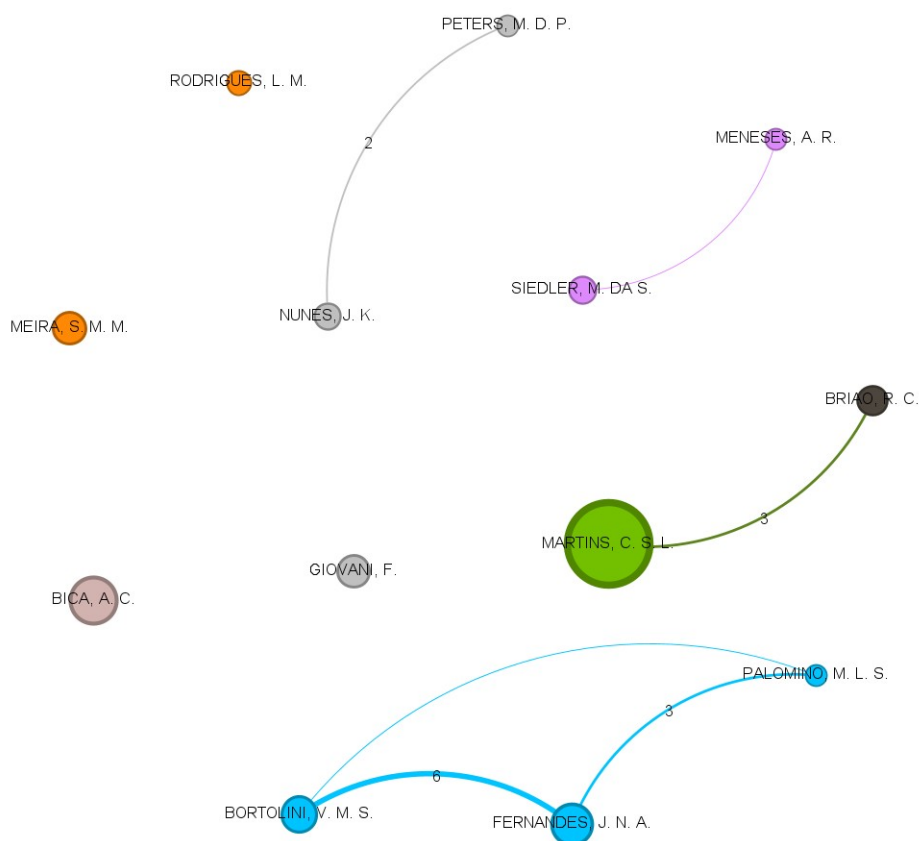 PETERS, M. D. P.
RODRIGUES, L. M.
MENESES, A. R.
2
SIEDLER, M. DA S.
NUNES, J. K.
MEIRA, S. M. M.
BRIAO, R. C.
3
MARTINS, C. S. L.
GIOVANI, F.
BICA, A. C.
PALOMINO, M. L. S.
3
6
BORTOLINI, V. M. S.
FERNANDES, J. N. A.